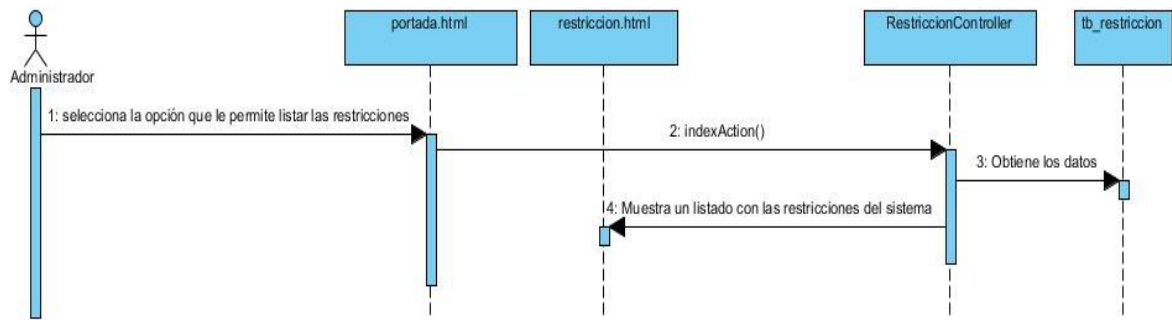 portada.html
restriccion.html
RestriccionController
tb_restriccion
Administrador
1: selecciona la opción que le permite listar las restricciones
2: indexAction()
3: Obtiene los datos
4: Muestra un listado con las restricciones del sistema